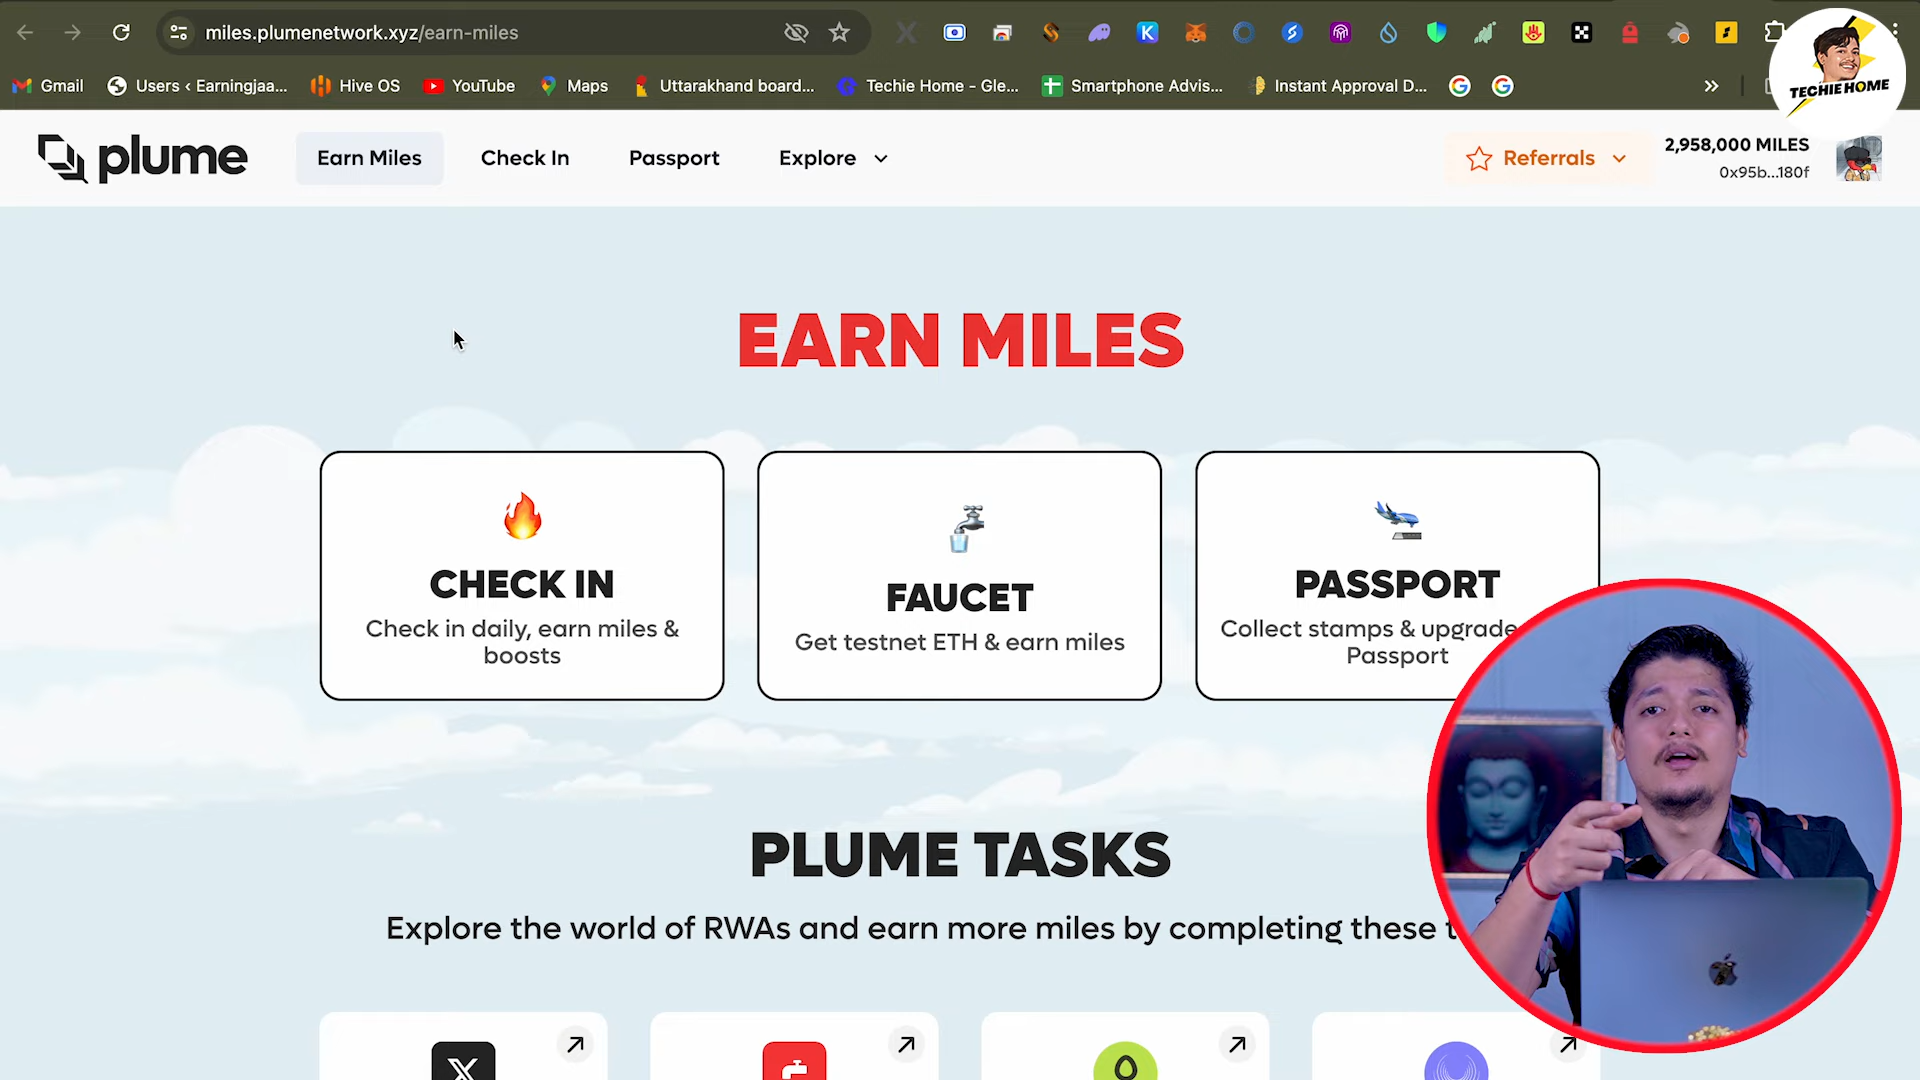 miles.plumenetwork.xyz/earn-miles
Gmail
Users ‹ Earningjaa...
Hive OS
YouTube
Maps
Uttarakhand board...
Techie Home - Gle...
Smartphone Advis...
Instant Approval D...
»
TECHIE HOME
plume
Earn Miles
Check In
Passport
Explore
Referrals
2,958,000 MILES
0x95b...180f
EARN MILES
CHECK IN
Check in daily, earn miles &
boosts
FAUCET
Get testnet ETH & earn miles
PASSPORT
Collect stamps & upgrade
Passport
PLUME TASKS
Explore the world of RWAs and earn more miles by completing these t